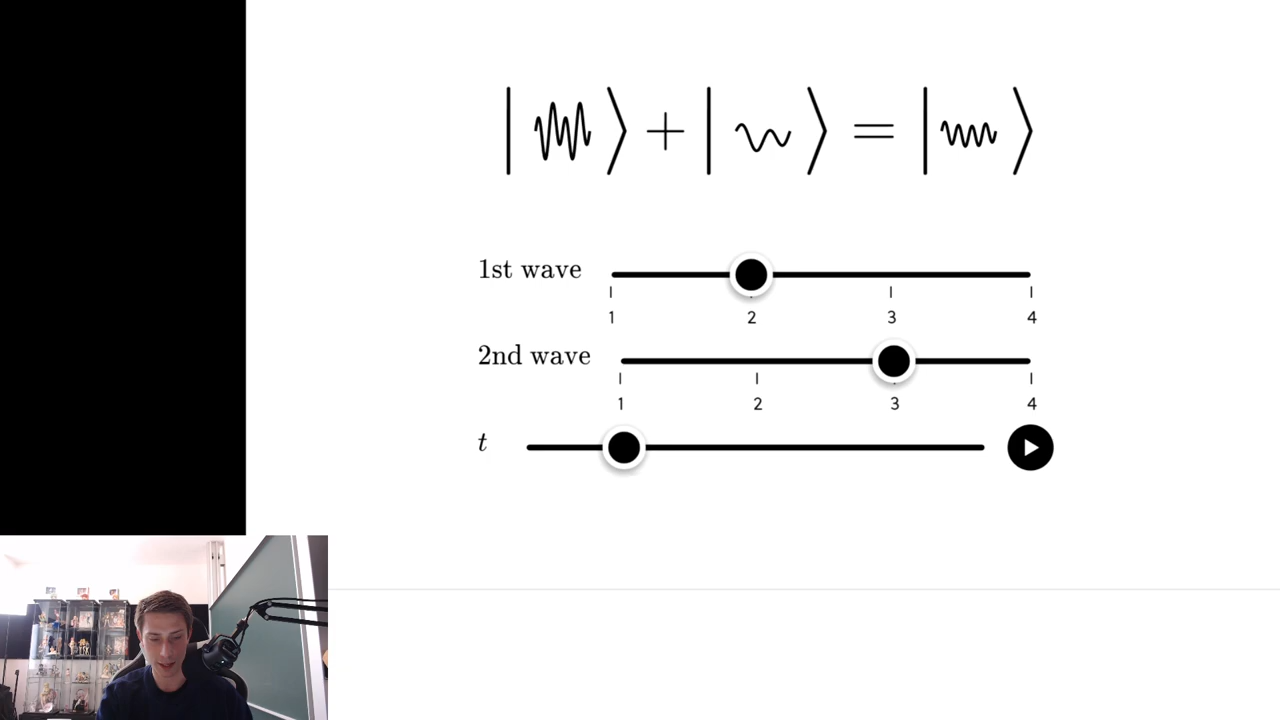 | ⟩ + | ⟩ = | ⟩
1st wave
1 2 3 4
2nd wave
1 2 3 4
t